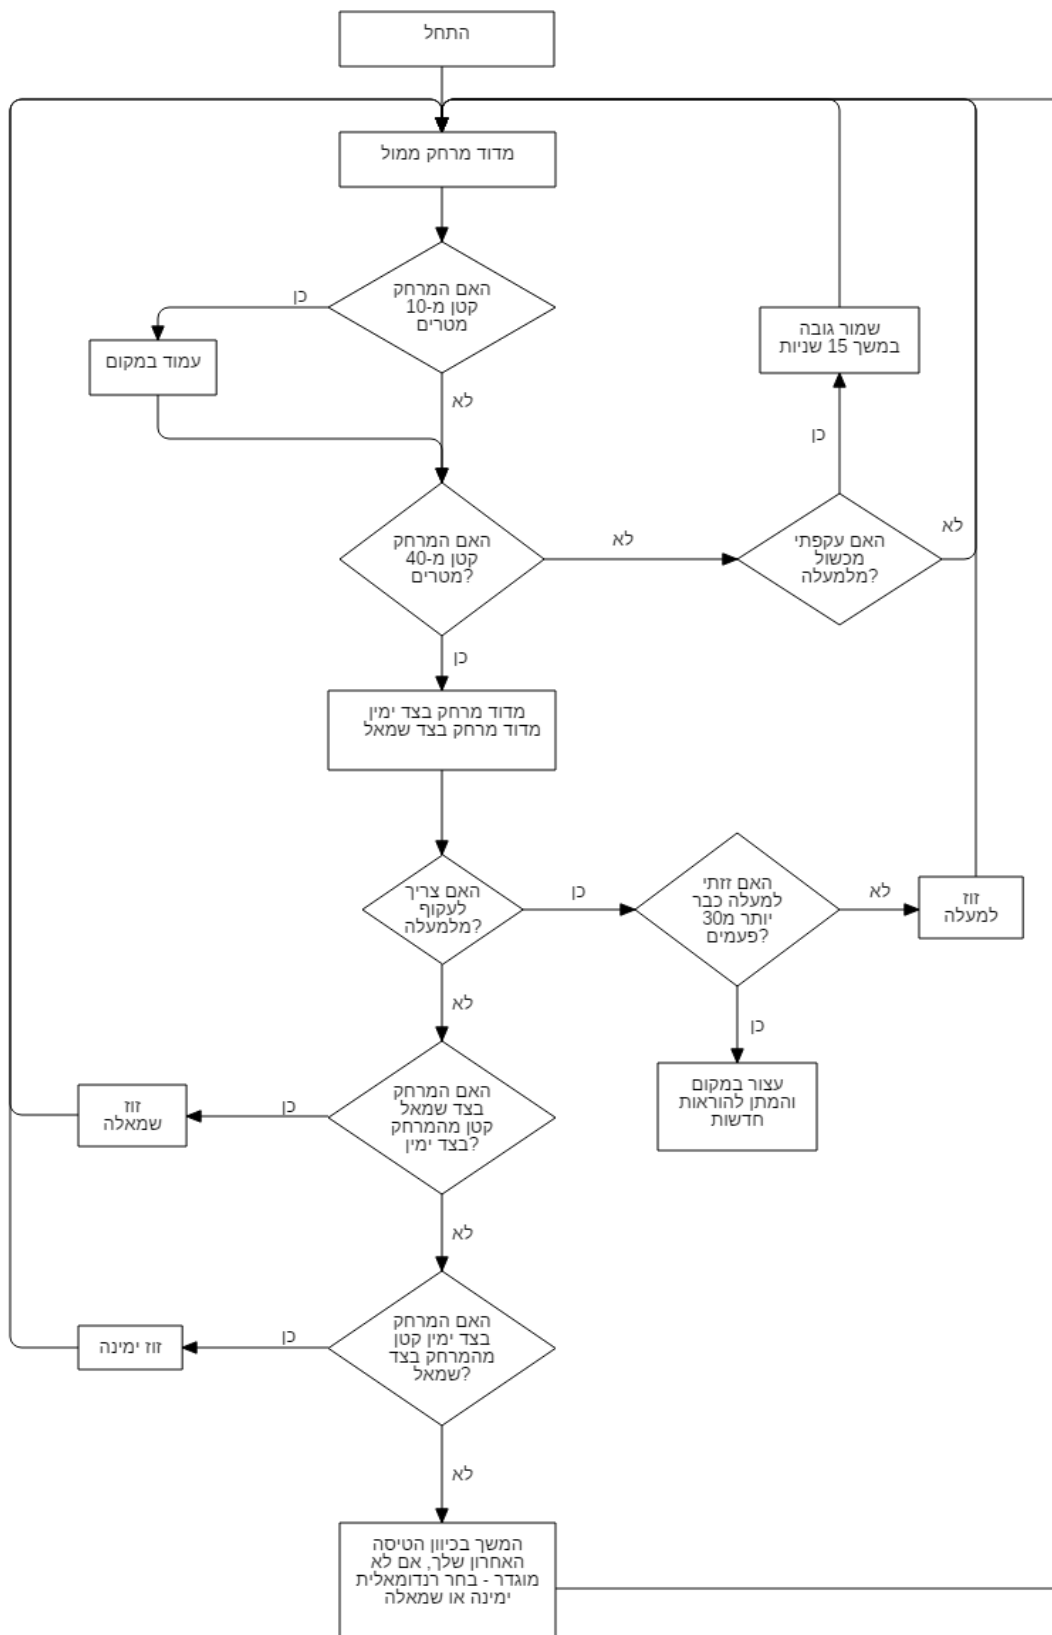 התחל
מדוד מרחק ממול
האם המרחק
קטן מ-10
מטרים
כן
עמוד במקום
לא
שמור גובה
במשך 15 שניות
כן
האם המרחק
קטן מ-40
מטרים?
לא
האם עקפתי
מכשול
מלמעלה?
לא
כן
מדוד מרחק בצד ימין
מדוד מרחק בצד שמאל
האם צריך
לעקוף
מלמעלה?
כן
האם זזתי
למעלה כבר
יותר מ30
פעמים?
לא
זוז
למעלה
לא
כן
עצור במקום
והמתן להוראות
חדשות
האם המרחק
בצד שמאל
קטן מהמרחק
בצד ימין?
כן
זוז
שמאלה
לא
האם המרחק
בצד ימין קטן
מהמרחק בצד
שמאל?
כן
זוז ימינה
לא
המשך בכיוון הטיסה
האחרון שלך, אם לא
מוגדר - בחר רנדומאלית
ימינה או שמאלה